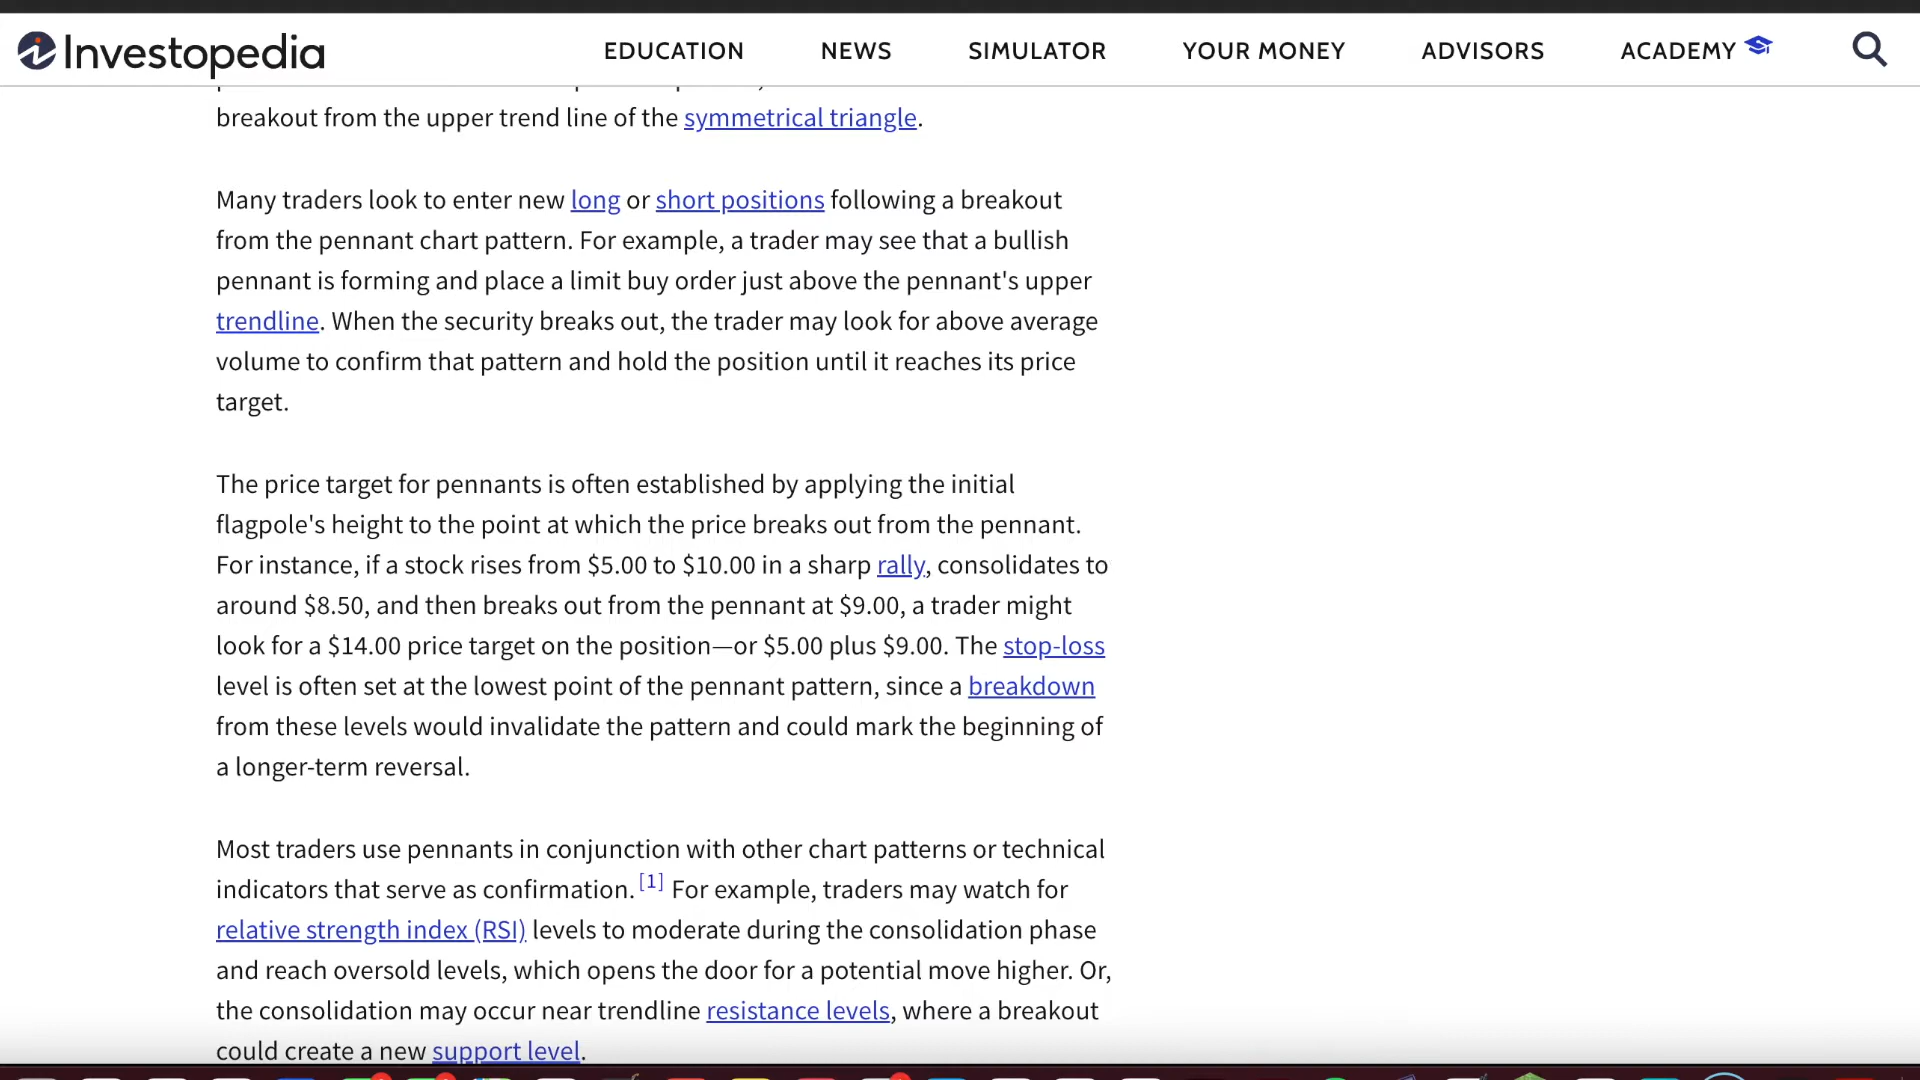 Investopedia
EDUCATION NEWS SIMULATOR YOUR MONEY ADVISORS ACADEMY
breakout from the upper trend line of the symmetrical triangle.
Many traders look to enter new long or short positions following a breakout
from the pennant chart pattern. For example, a trader may see that a bullish
pennant is forming and place a limit buy order just above the pennant's upper
trendline. When the security breaks out, the trader may look for above average
volume to confirm that pattern and hold the position until it reaches its price
target.
The price target for pennants is often established by applying the initial
flagpole's height to the point at which the price breaks out from the pennant.
For instance, if a stock rises from $5.00 to $10.00 in a sharp rally, consolidates to
around $8.50, and then breaks out from the pennant at $9.00, a trader might
look for a $14.00 price target on the position—or $5.00 plus $9.00. The stop-loss
level is often set at the lowest point of the pennant pattern, since a breakdown
from these levels would invalidate the pattern and could mark the beginning of
a longer-term reversal.
Most traders use pennants in conjunction with other chart patterns or technical
indicators that serve as confirmation. [1] For example, traders may watch for
relative strength index (RSI) levels to moderate during the consolidation phase
and reach oversold levels, which opens the door for a potential move higher. Or,
the consolidation may occur near trendline resistance levels, where a breakout
could create a new support level.